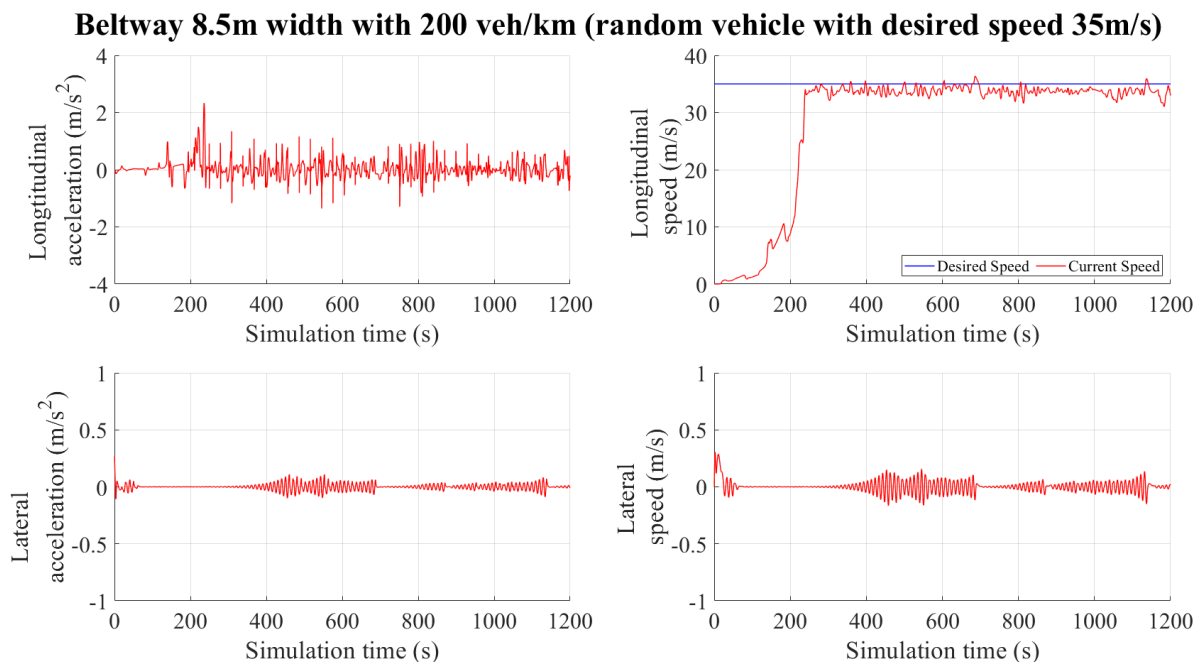 Beltway 8.5m width with 200 veh/km (random vehicle with desired speed 35m/s)
Longtitudinal
acceleration (m/s²)
4
2
0
-2
-4
0 200 400 600 800 1000 1200
Simulation time (s)
Longitudinal
speed (m/s)
40
30
20
10
0
Desired Speed Current Speed
0 200 400 600 800 1000 1200
Simulation time (s)
Lateral
acceleration (m/s²)
1
0.5
0
-0.5
-1
0 200 400 600 800 1000 1200
Simulation time (s)
Lateral
speed (m/s)
1
0.5
0
-0.5
-1
0 200 400 600 800 1000 1200
Simulation time (s)